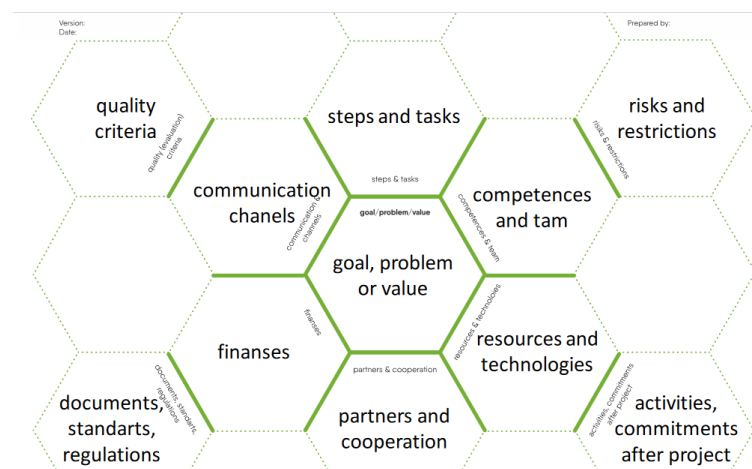 Version:
Date:
Prepared by:
quality
criteria
quality (evaluation)
criteria
steps and tasks
steps & tasks
risks and
restrictions
risks & restrictions
communication
chanels
communication &
channels
goal/problem/value
goal, problem
or value
competences
and tam
competences & team
finanses
finanses
resources and
technologies
resources & technoloies
partners & cooperation
partners and
cooperation
documents, standarts,
regulations
documents,
standarts,
regulations
activities, commitments
after project
activities,
commitments
after project